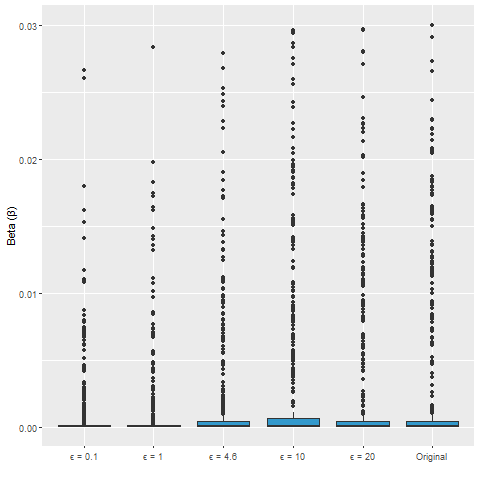 0.03
0.02
Beta (β)
0.01
0.00
ϵ = 0.1 ϵ = 1 ϵ = 4.6 ϵ = 10 ϵ = 20 Original